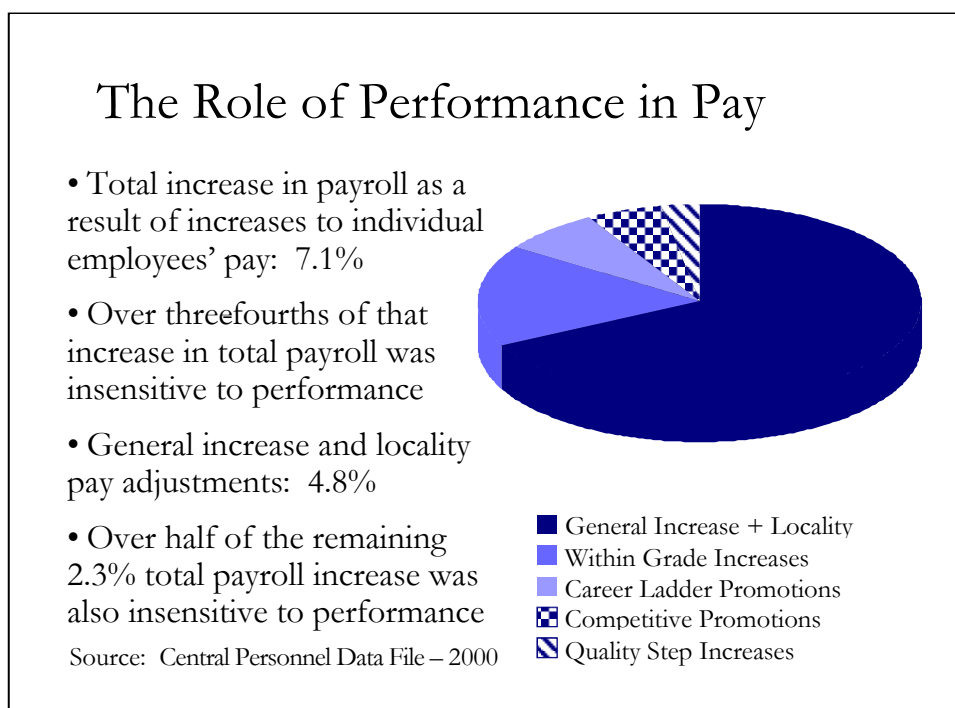 The Role of Performance in Pay
• Total increase in payroll as a
result of increases to individual
employees’ pay: 7.1%
• Over three-fourths of that
increase in total payroll was
insensitive to performance
• General increase and locality
pay adjustments: 4.8%
• Over half of the remaining
2.3% total payroll increase was
also insensitive to performance
Source: Central Personnel Data File – 2000
General Increase + Locality
Within Grade Increases
Career Ladder Promotions
Competitive Promotions
Quality Step Increases